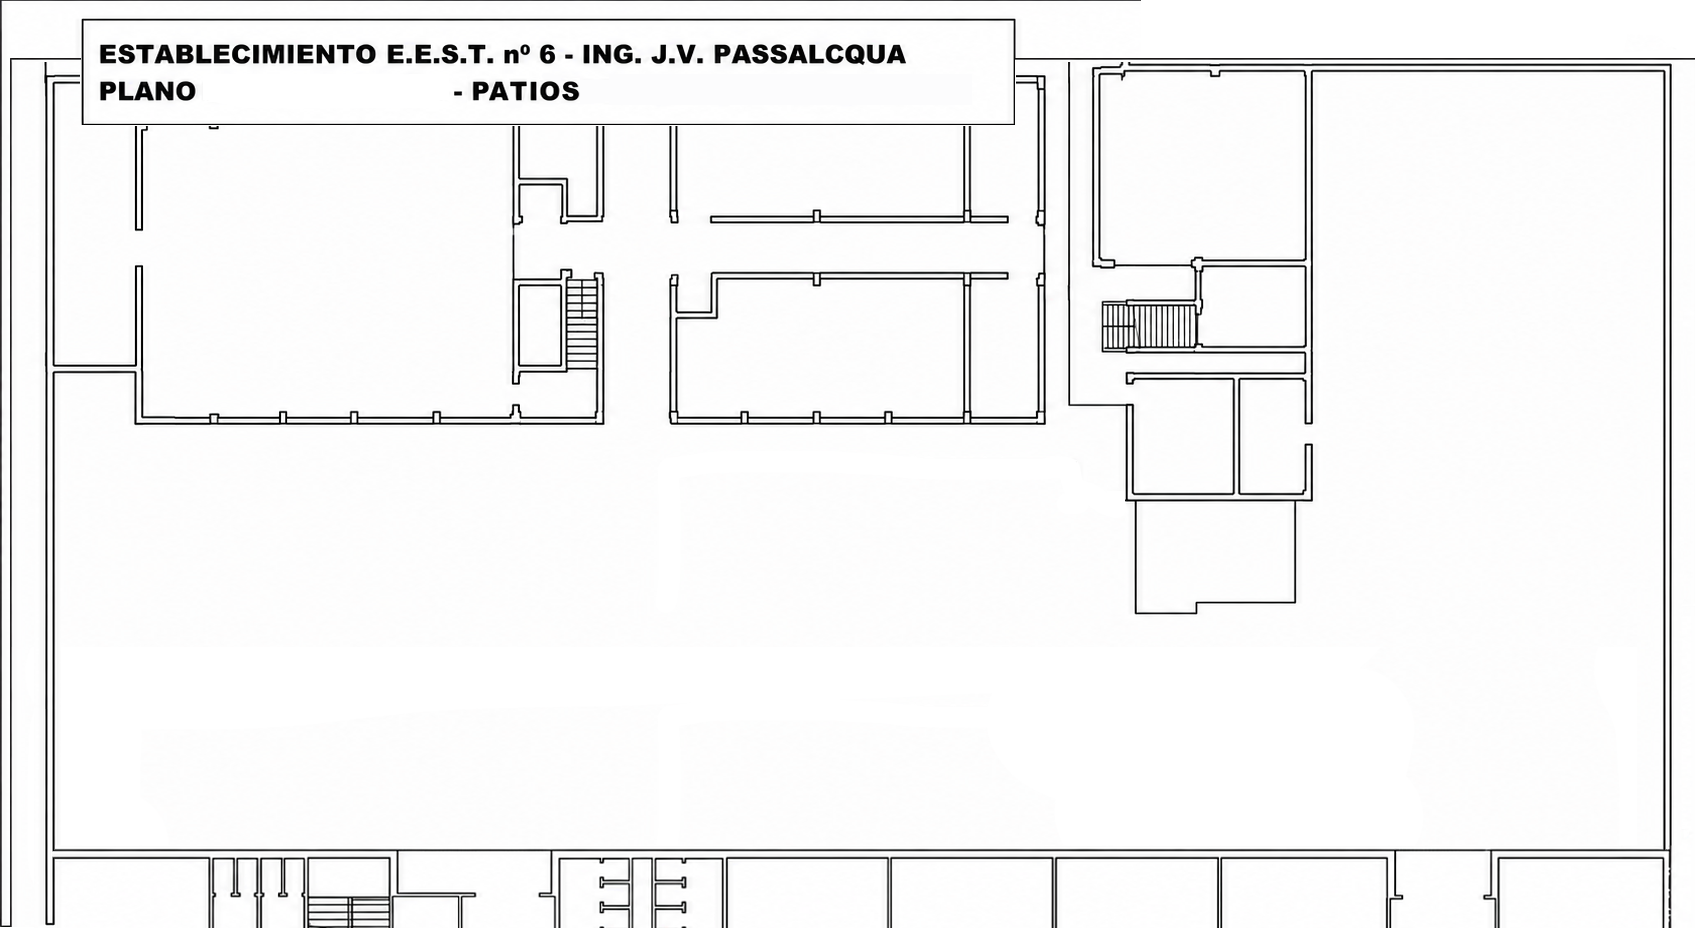 ESTABLECIMIENTO E.E.S.T. nº 6 - ING. J.V. PASSALCQUA
PLANO - PATIOS